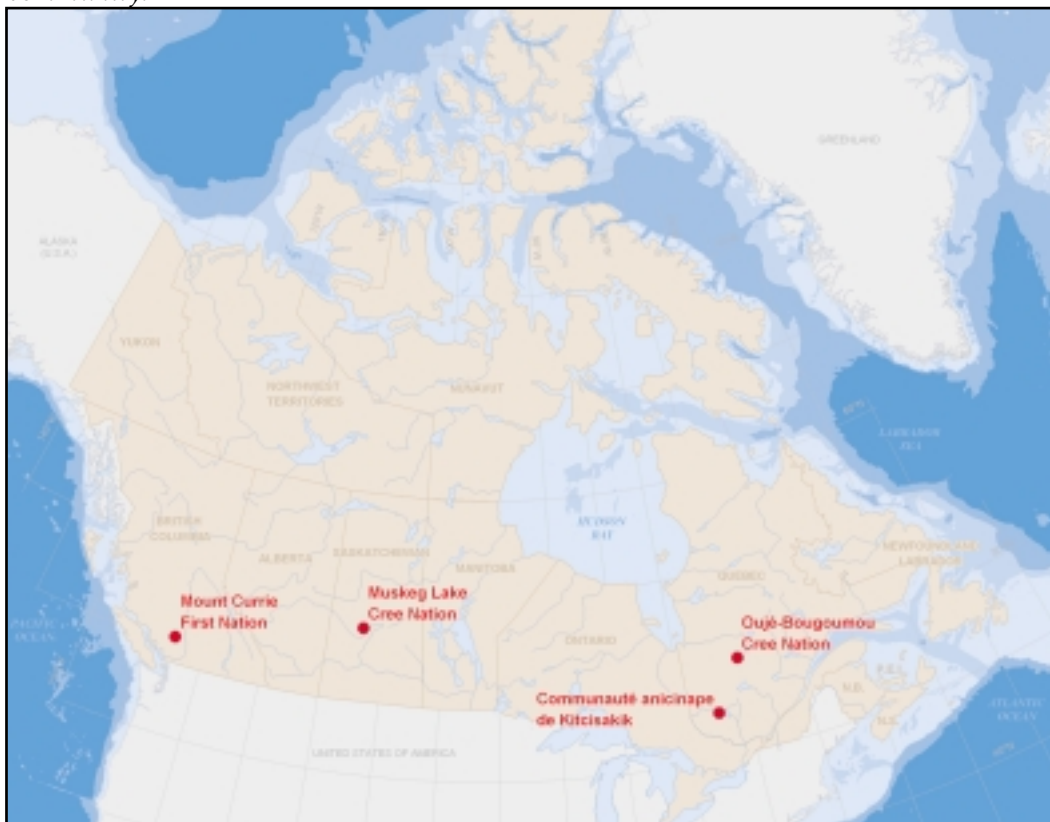 GREENLAND
ALASKA
(U.S.A.)
YUKON
NORTHWEST
TERRITORIES
NUNAVUT
LABRADOR
SEA
BRITISH
COLUMBIA
ALBERTA
SASKATCHEWAN
MANITOBA
HUDSON
BAY
QUEBEC
NEWFOUNDLAND
LABRADOR
PACIFIC
OCEAN
Mount Currie
First Nation
Muskeg Lake
Cree Nation
ONTARIO
Oujé-Bougoumou
Cree Nation
P.E.I.
N.B.
N.S.
Communauté anicinape
de Kitcisakik
ATLANTIC
OCEAN
UNITED STATES OF AMERICA